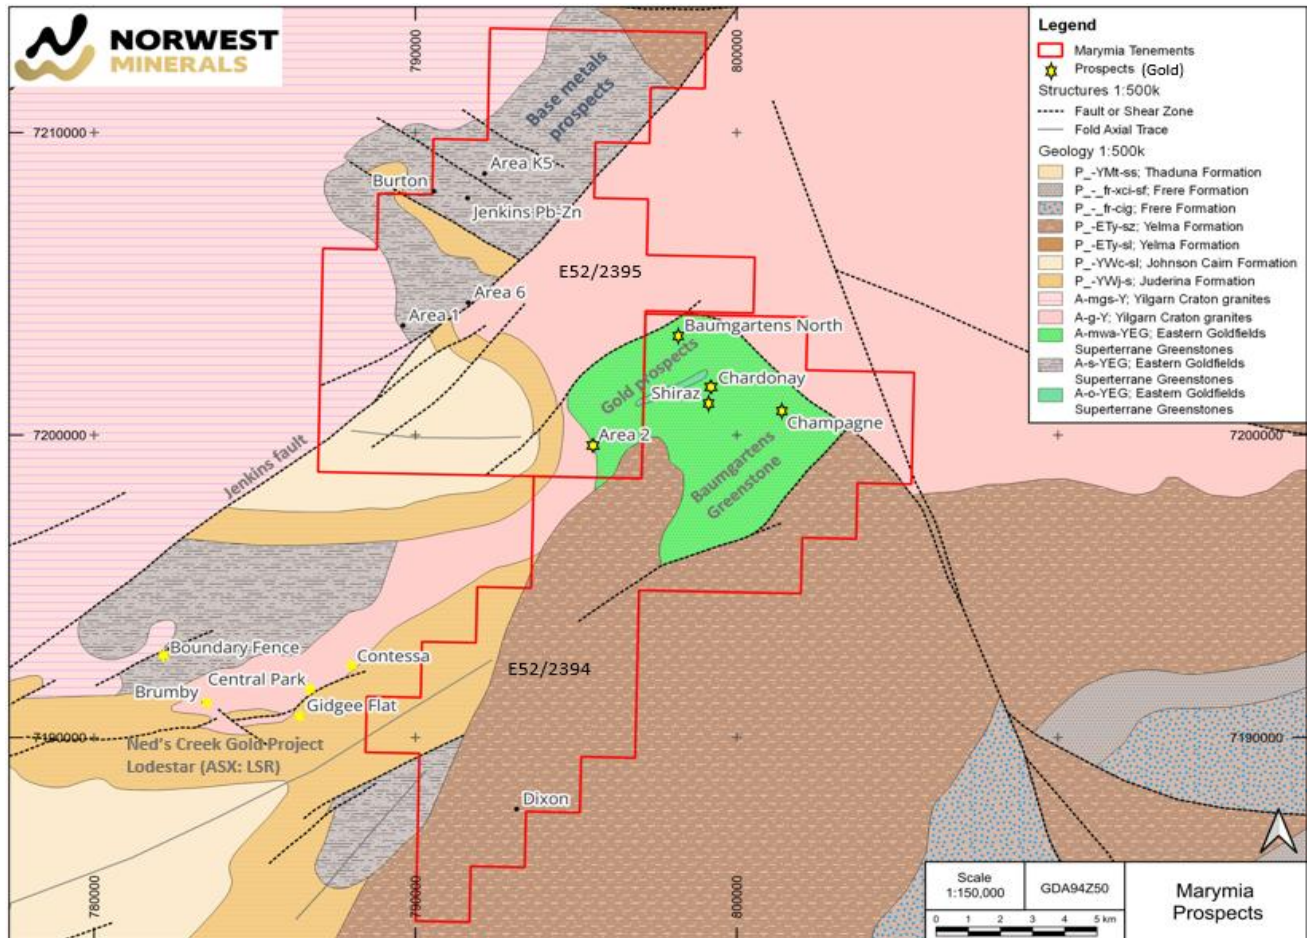 NORWEST
MINERALS
790000
800000
7210000
Base metals
prospects
Area K5
Burton
Jenkins Pb-Zn
E52/2395
Area 6
Area 1
Baumgartens North
Gold prospects
Chardonay
Shiraz
Champagne
Area 2
7200000
7200000
Jenkins fault
Baumgartens
Greenstone
Boundary Fence
Contessa
Central Park
Brumby
Gidgee Flat
E52/2394
Ned's Creek Gold Project
Lodestar (ASX: LSR)
7190000
7190000
Dixon
780000
790000
800000
Legend
Marymia Tenements
Prospects (Gold)
Structures 1:500k
Fault or Shear Zone
Fold Axial Trace
Geology 1:500k
P_-YMt-ss; Thaduna Formation
P_-_fr-xci-sf; Frere Formation
P_-_fr-cig; Frere Formation
P_-ETy-sz; Yelma Formation
P_-ETy-sl; Yelma Formation
P_-YWc-sl; Johnson Cairn Formation
P_-YWj-s; Juderina Formation
A-mgs-Y; Yilgarn Craton granites
A-g-Y; Yilgarn Craton granites
A-mwa-YEG; Eastern Goldfields
Superterrane Greenstones
A-s-YEG; Eastern Goldfields
Superterrane Greenstones
A-o-YEG; Eastern Goldfields
Superterrane Greenstones
Scale
1:150,000
GDA94Z50
0 1 2 3 4 5 km
Marymia
Prospects